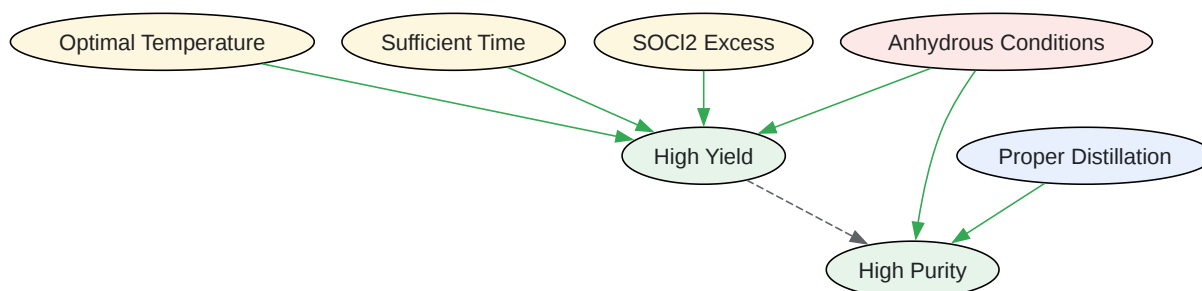 Optimal Temperature
Sufficient Time
SOCl2 Excess
Anhydrous Conditions
High Yield
Proper Distillation
High Purity